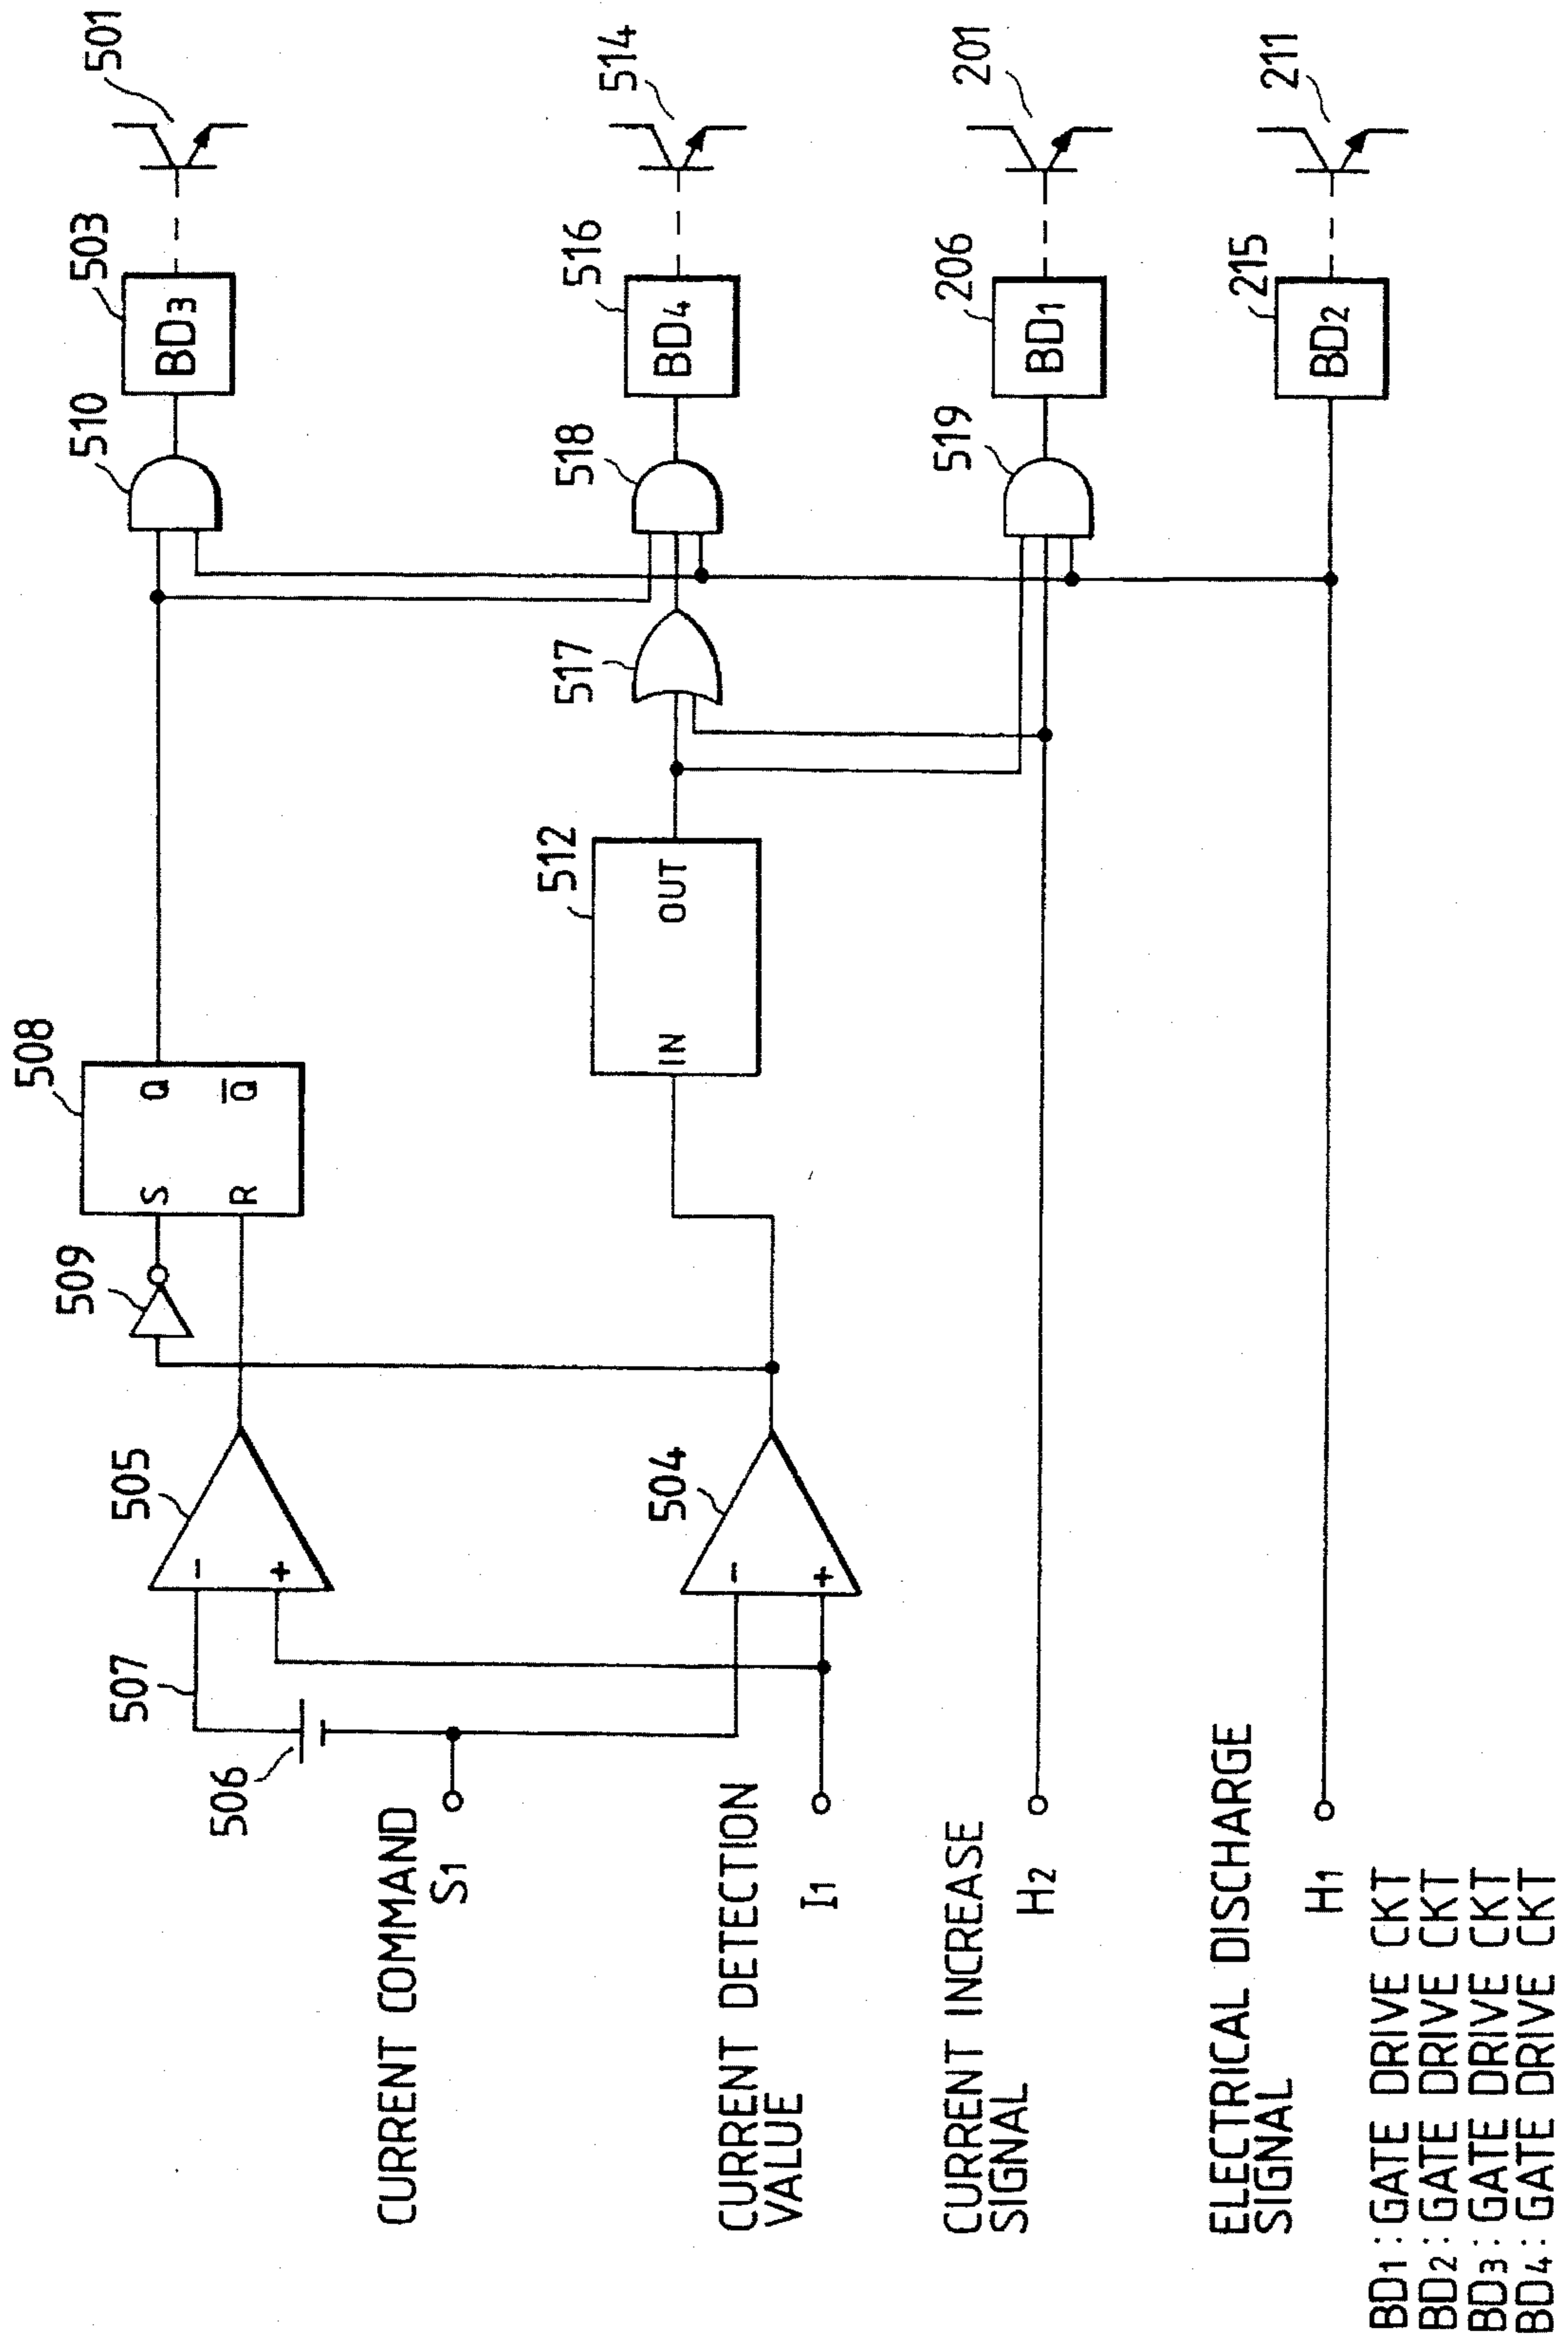 501
514
201
211
503
516
206
215
BD3
BD4
BD1
BD2
510
518
519
517
512
IN OUT
508
S Q
R Q̅
509
505
- +
504
- +
507
506
CURRENT COMMAND
S1
CURRENT DETECTION
VALUE
I1
CURRENT INCREASE
SIGNAL
H2
ELECTRICAL DISCHARGE
SIGNAL
H1
BD1 : GATE DRIVE CKT
BD2 : GATE DRIVE CKT
BD3 : GATE DRIVE CKT
BD4 : GATE DRIVE CKT